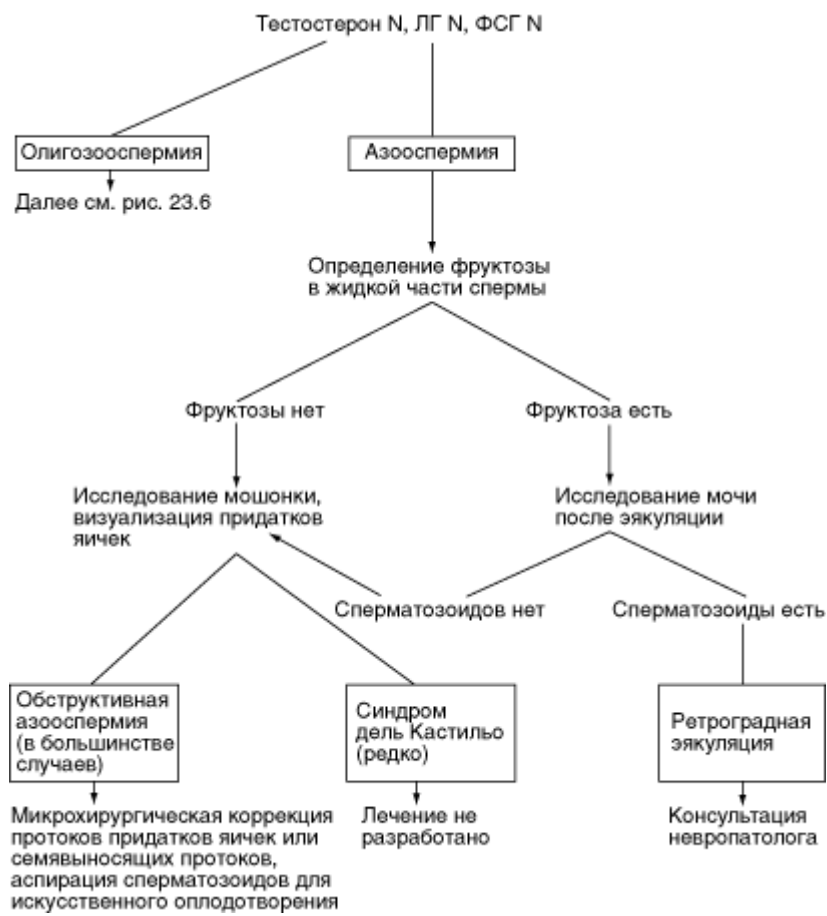 Тестостерон N, ЛГ N, ФСГ N
Олигозооспермия
Азооспермия
Далее см. рис. 23.6
Определение фруктозы
в жидкой части спермы
Фруктозы нет
Фруктоза есть
Исследование мошонки,
визуализация придатков
яичек
Исследование мочи
после эякуляции
Сперматозоидов нет
Сперматозоиды есть
Обструктивная
азооспермия
(в большинстве
случаев)
Синдром
дель Кастильо
(редко)
Ретроградная
эякуляция
Микрохирургическая коррекция
протоков придатков яичек или
семявыносящих протоков,
аспирация сперматозоидов для
искусственного оплодотворения
Лечение не
разработано
Консультация
невропатолога